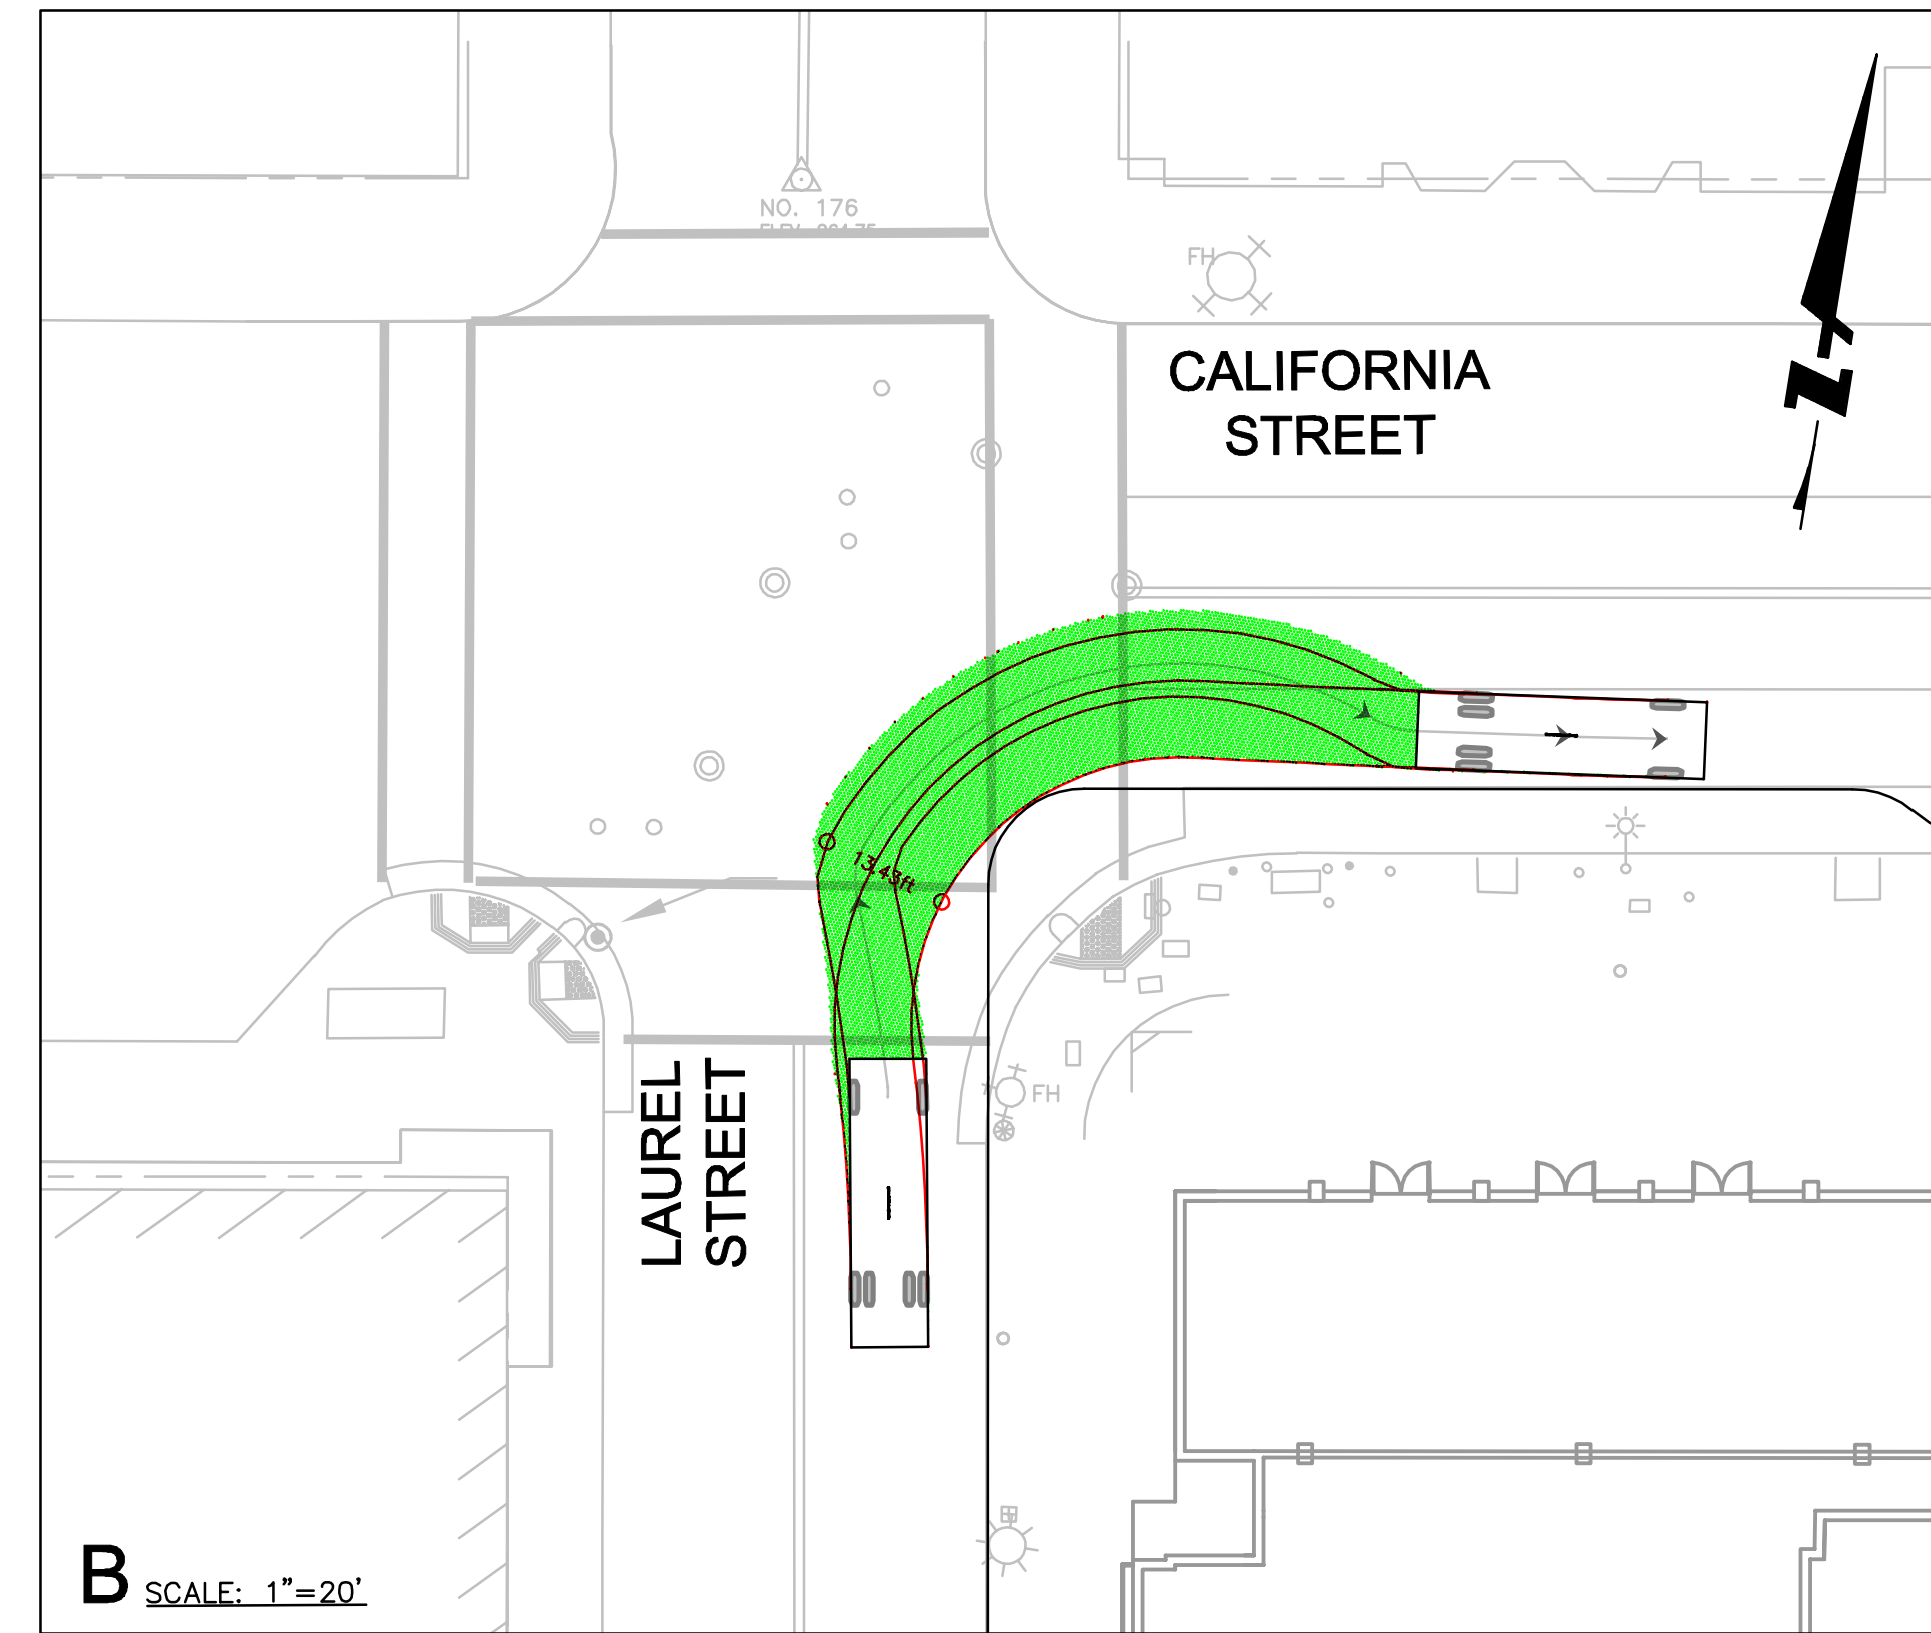 NO. 176
FH
CALIFORNIA
STREET
N
13.43ft
LAUREL
STREET
FH
B SCALE: 1"=20'